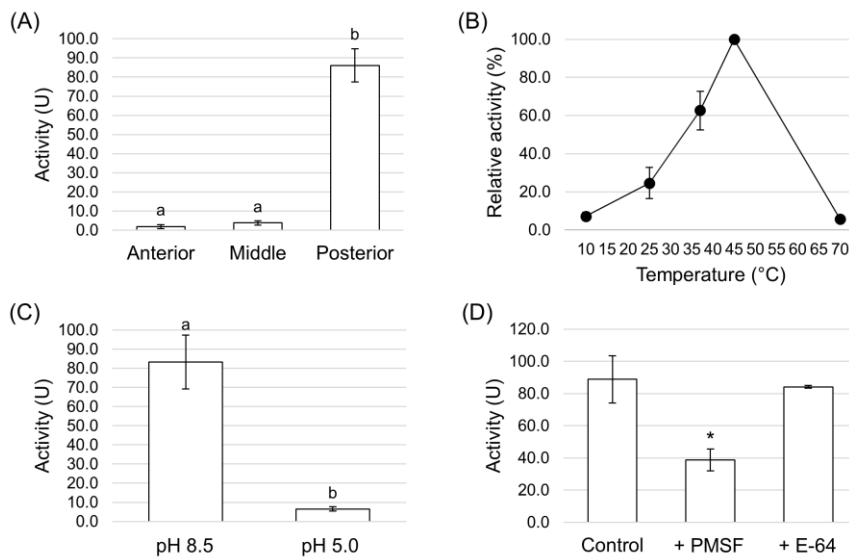 (A)
Activity (U)
100.0
90.0
80.0
70.0
60.0
50.0
40.0
30.0
20.0
10.0
0.0
a
a
b
Anterior Middle Posterior
(B)
Relative activity (%)
100.0
80.0
60.0
40.0
20.0
0.0
10 15 20 25 30 35 40 45 50 55 60 65 70
Temperature (°C)
(C)
Activity (U)
100.0
90.0
80.0
70.0
60.0
50.0
40.0
30.0
20.0
10.0
0.0
a
b
pH 8.5 pH 5.0
(D)
Activity (U)
120.0
100.0
80.0
60.0
40.0
20.0
0.0
*
Control + PMSF + E-64